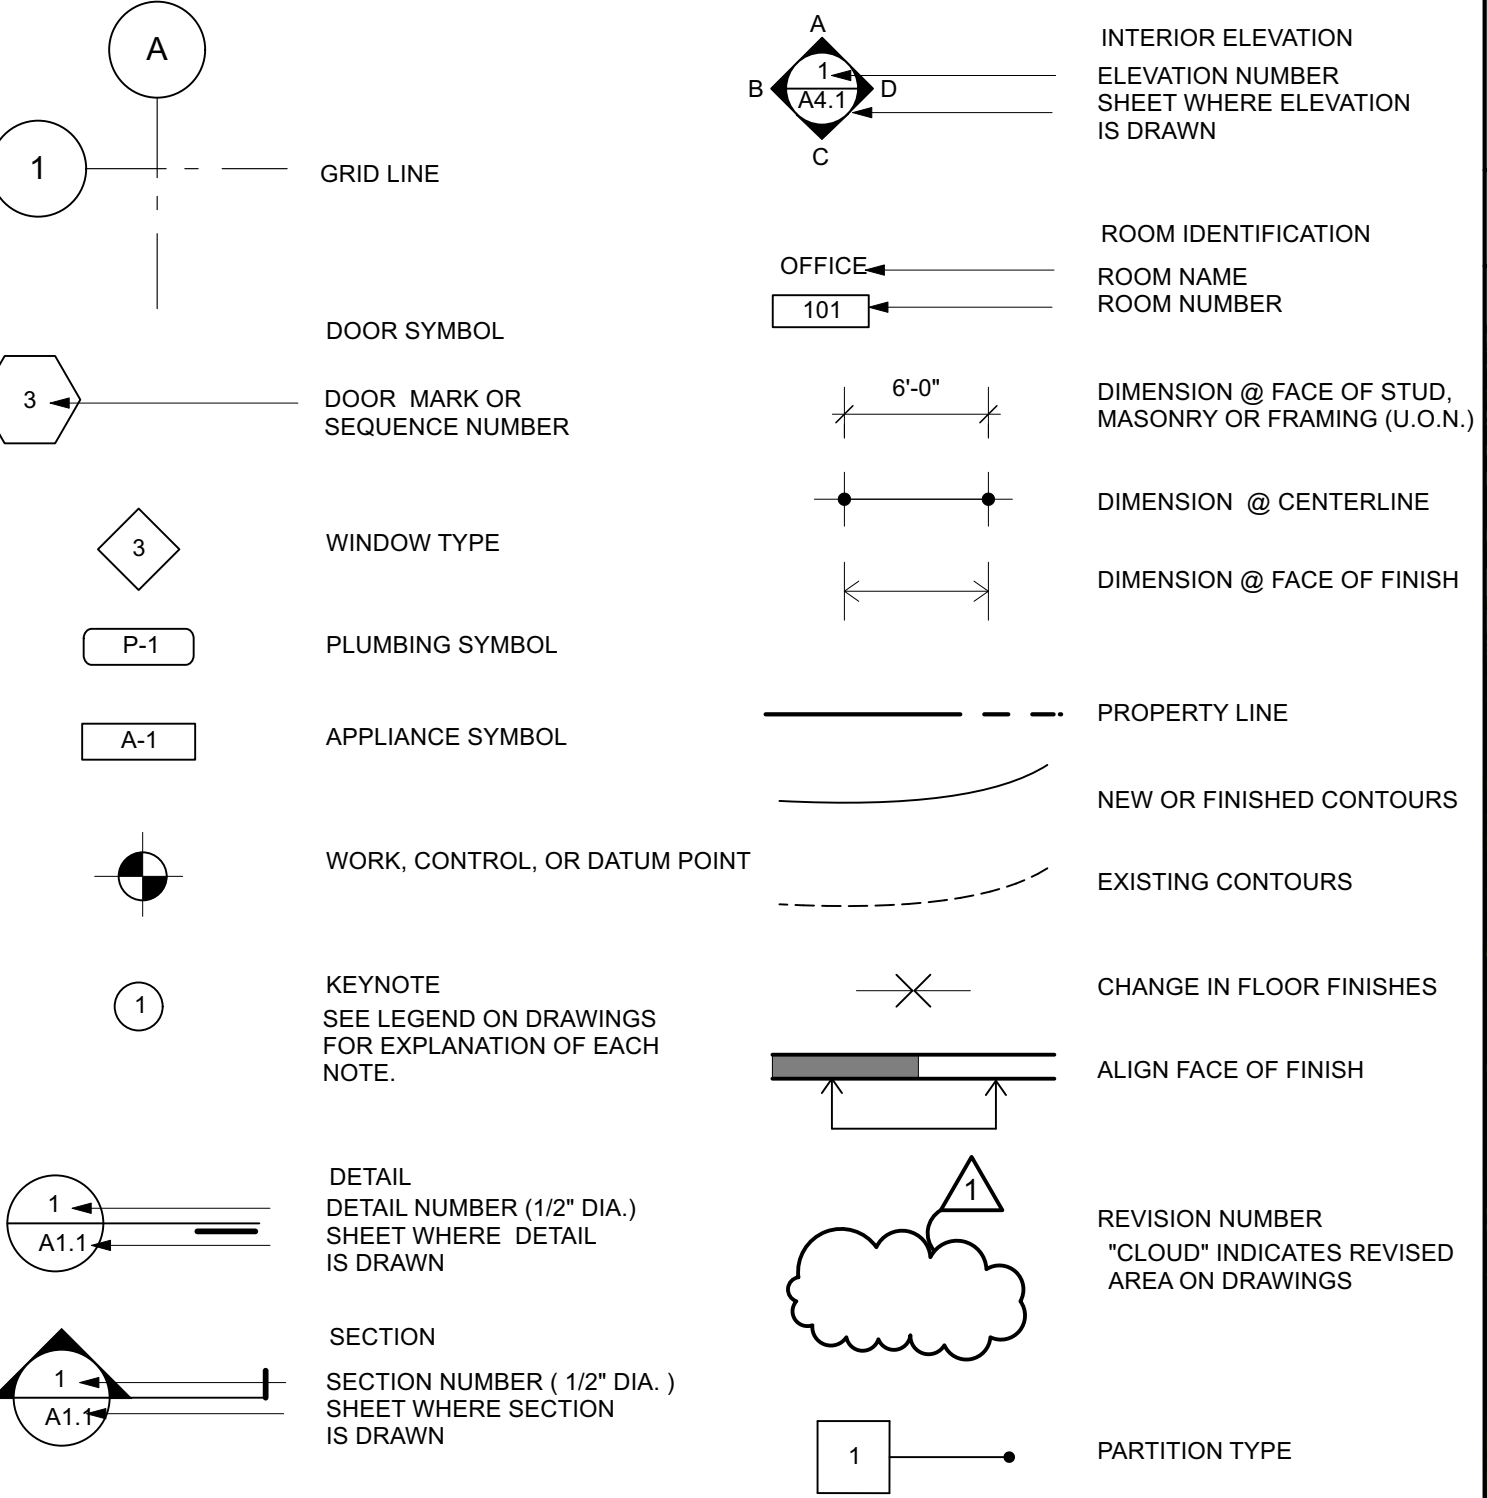 A
1
GRID LINE
DOOR SYMBOL
3
DOOR  MARK OR
SEQUENCE NUMBER
3
WINDOW TYPE
P-1
PLUMBING SYMBOL
A-1
APPLIANCE SYMBOL
WORK, CONTROL, OR DATUM POINT
1
KEYNOTE
SEE LEGEND ON DRAWINGS
FOR EXPLANATION OF EACH
NOTE.
DETAIL
1
DETAIL NUMBER (1/2" DIA.)
A1.1
SHEET WHERE  DETAIL
IS DRAWN
SECTION
1
SECTION NUMBER ( 1/2" DIA. )
A1.1
SHEET WHERE SECTION
IS DRAWN
A
INTERIOR ELEVATION
1
ELEVATION NUMBER
B
D
A4.1
SHEET WHERE ELEVATION
IS DRAWN
C
ROOM IDENTIFICATION
OFFICE
ROOM NAME
101
ROOM NUMBER
6'-0"
DIMENSION @ FACE OF STUD,
MASONRY OR FRAMING (U.O.N.)
DIMENSION  @ CENTERLINE
DIMENSION @ FACE OF FINISH
PROPERTY LINE
NEW OR FINISHED CONTOURS
EXISTING CONTOURS
CHANGE IN FLOOR FINISHES
ALIGN FACE OF FINISH
1
REVISION NUMBER
"CLOUD" INDICATES REVISED
AREA ON DRAWINGS
1
PARTITION TYPE